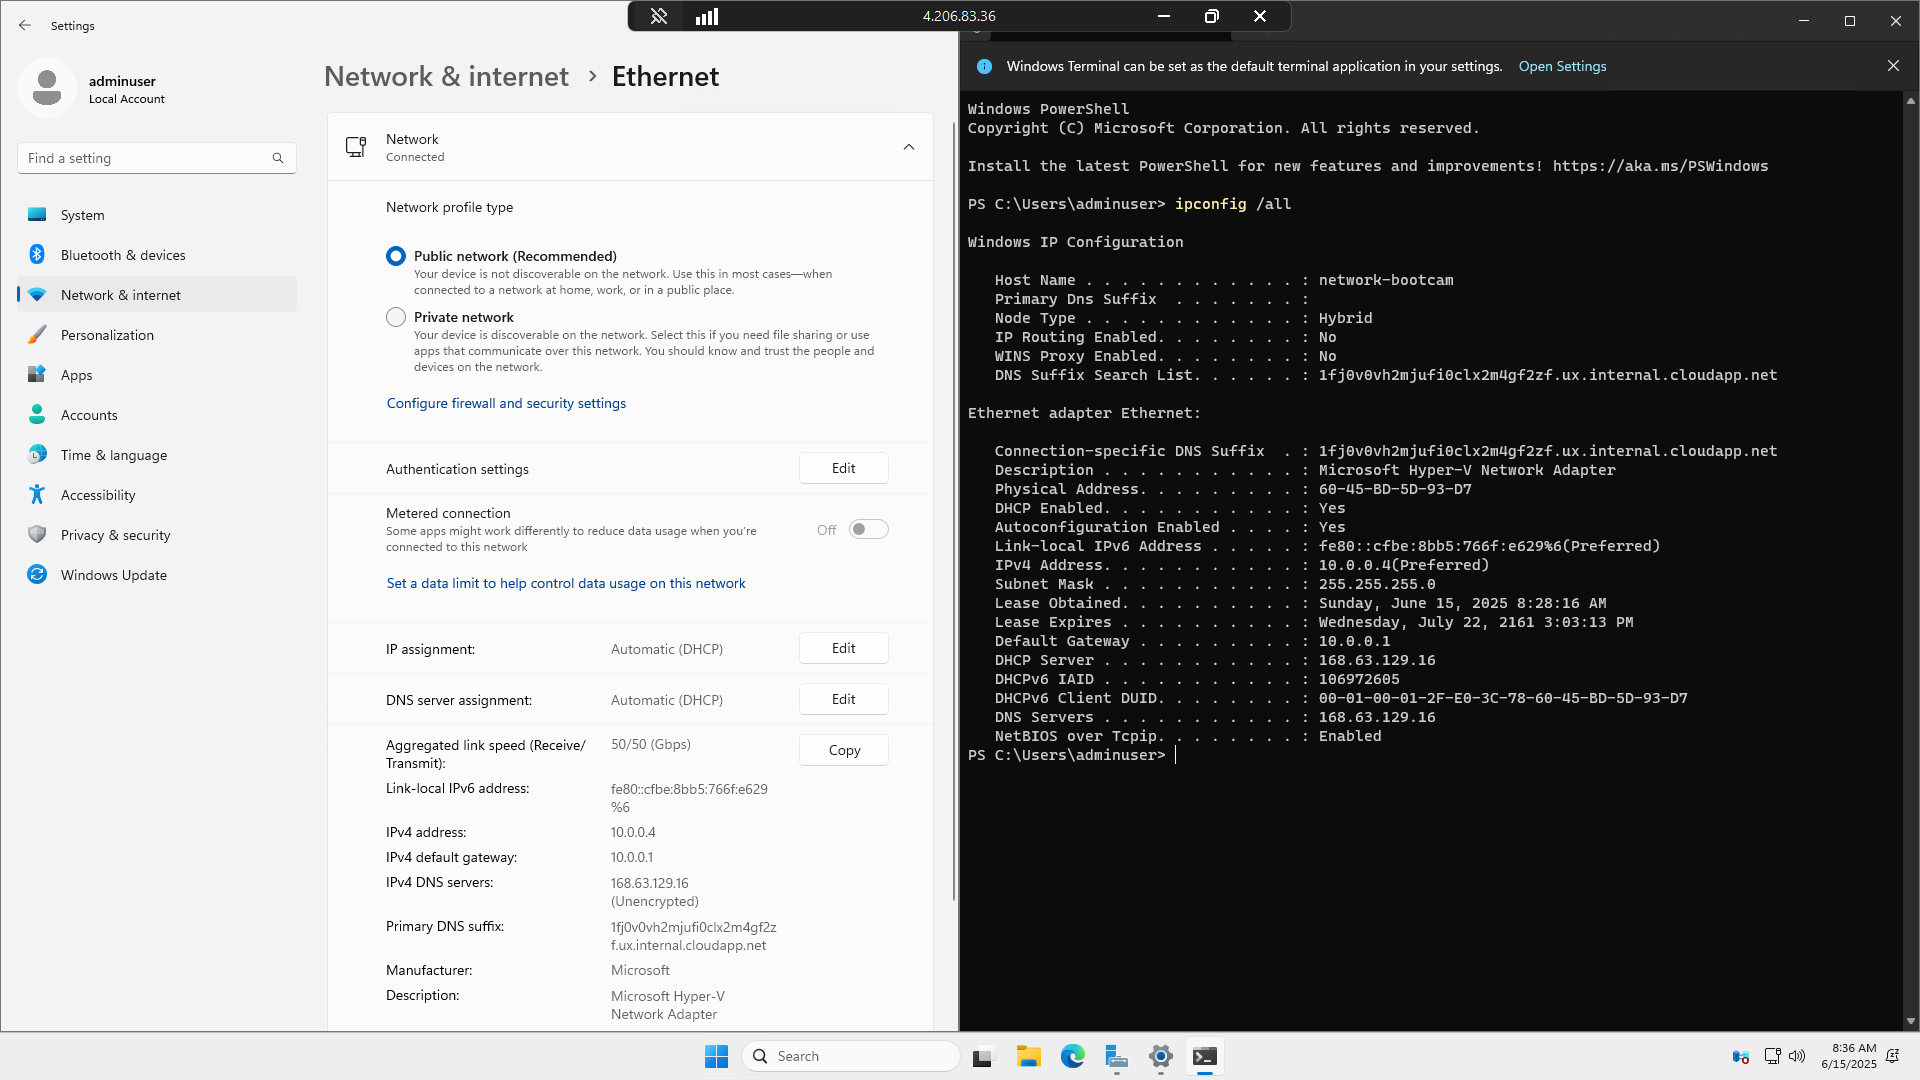 Settings
4.206.83.36
adminuser
Local Account
Find a setting
System
Bluetooth & devices
Network & internet
Personalization
Apps
Accounts
Time & language
Accessibility
Privacy & security
Windows Update
Network & internet › Ethernet
Network
Connected
Network profile type
Public network (Recommended)
Your device is not discoverable on the network. Use this in most cases—when
connected to a network at home, work, or in a public place.
Private network
Your device is discoverable on the network. Select this if you need file sharing or use
apps that communicate over this network. You should know and trust the people and
devices on the network.
Configure firewall and security settings
Authentication settings Edit
Metered connection
Some apps might work differently to reduce data usage when you're
connected to this network
Off
Set a data limit to help control data usage on this network
IP assignment: Automatic (DHCP) Edit
DNS server assignment: Automatic (DHCP) Edit
Aggregated link speed (Receive/
Transmit): 50/50 (Gbps) Copy
Link-local IPv6 address: fe80::cfbe:8bb5:766f:e629
%6
IPv4 address: 10.0.0.4
IPv4 default gateway: 10.0.0.1
IPv4 DNS servers: 168.63.129.16
(Unencrypted)
Primary DNS suffix: 1fj0v0vh2mjufi0clx2m4gf2z
f.ux.internal.cloudapp.net
Manufacturer: Microsoft
Description: Microsoft Hyper-V
Network Adapter
Windows Terminal can be set as the default terminal application in your settings. Open Settings
Windows PowerShell
Copyright (C) Microsoft Corporation. All rights reserved.
Install the latest PowerShell for new features and improvements! https://aka.ms/PSWindows
PS C:\Users\adminuser> ipconfig /all
Windows IP Configuration
Host Name . . . . . . . . . . . . : network-bootcam
Primary Dns Suffix  . . . . . . . :
Node Type . . . . . . . . . . . . : Hybrid
IP Routing Enabled. . . . . . . . : No
WINS Proxy Enabled. . . . . . . . : No
DNS Suffix Search List. . . . . . : 1fj0v0vh2mjufi0clx2m4gf2zf.ux.internal.cloudapp.net
Ethernet adapter Ethernet:
Connection-specific DNS Suffix  . : 1fj0v0vh2mjufi0clx2m4gf2zf.ux.internal.cloudapp.net
Description . . . . . . . . . . . : Microsoft Hyper-V Network Adapter
Physical Address. . . . . . . . . : 60-45-BD-5D-93-D7
DHCP Enabled. . . . . . . . . . . : Yes
Autoconfiguration Enabled . . . . : Yes
Link-local IPv6 Address . . . . . : fe80::cfbe:8bb5:766f:e629%6(Preferred)
IPv4 Address. . . . . . . . . . . : 10.0.0.4(Preferred)
Subnet Mask . . . . . . . . . . . : 255.255.255.0
Lease Obtained. . . . . . . . . . : Sunday, June 15, 2025 8:28:16 AM
Lease Expires . . . . . . . . . . : Wednesday, July 22, 2161 3:03:13 PM
Default Gateway . . . . . . . . . : 10.0.0.1
DHCP Server . . . . . . . . . . . : 168.63.129.16
DHCPv6 IAID . . . . . . . . . . . : 106972605
DHCPv6 Client DUID. . . . . . . . : 00-01-00-01-2F-E0-3C-78-60-45-BD-5D-93-D7
DNS Servers . . . . . . . . . . . : 168.63.129.16
NetBIOS over Tcpip. . . . . . . . : Enabled
PS C:\Users\adminuser>
Search
8:36 AM
6/15/2025